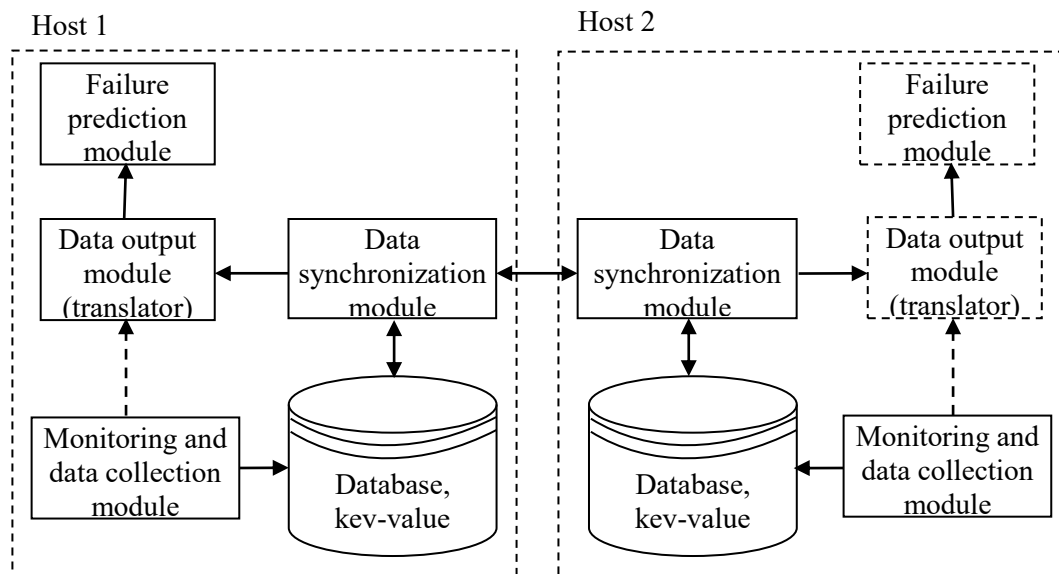 Host 1
Failure
prediction
module
Data output
module
(translator)
Data
synchronization
module
Monitoring and
data collection
module
Database,
key-value
Host 2
Failure
prediction
module
Data
synchronization
module
Data output
module
(translator)
Database,
key-value
Monitoring and
data collection
module